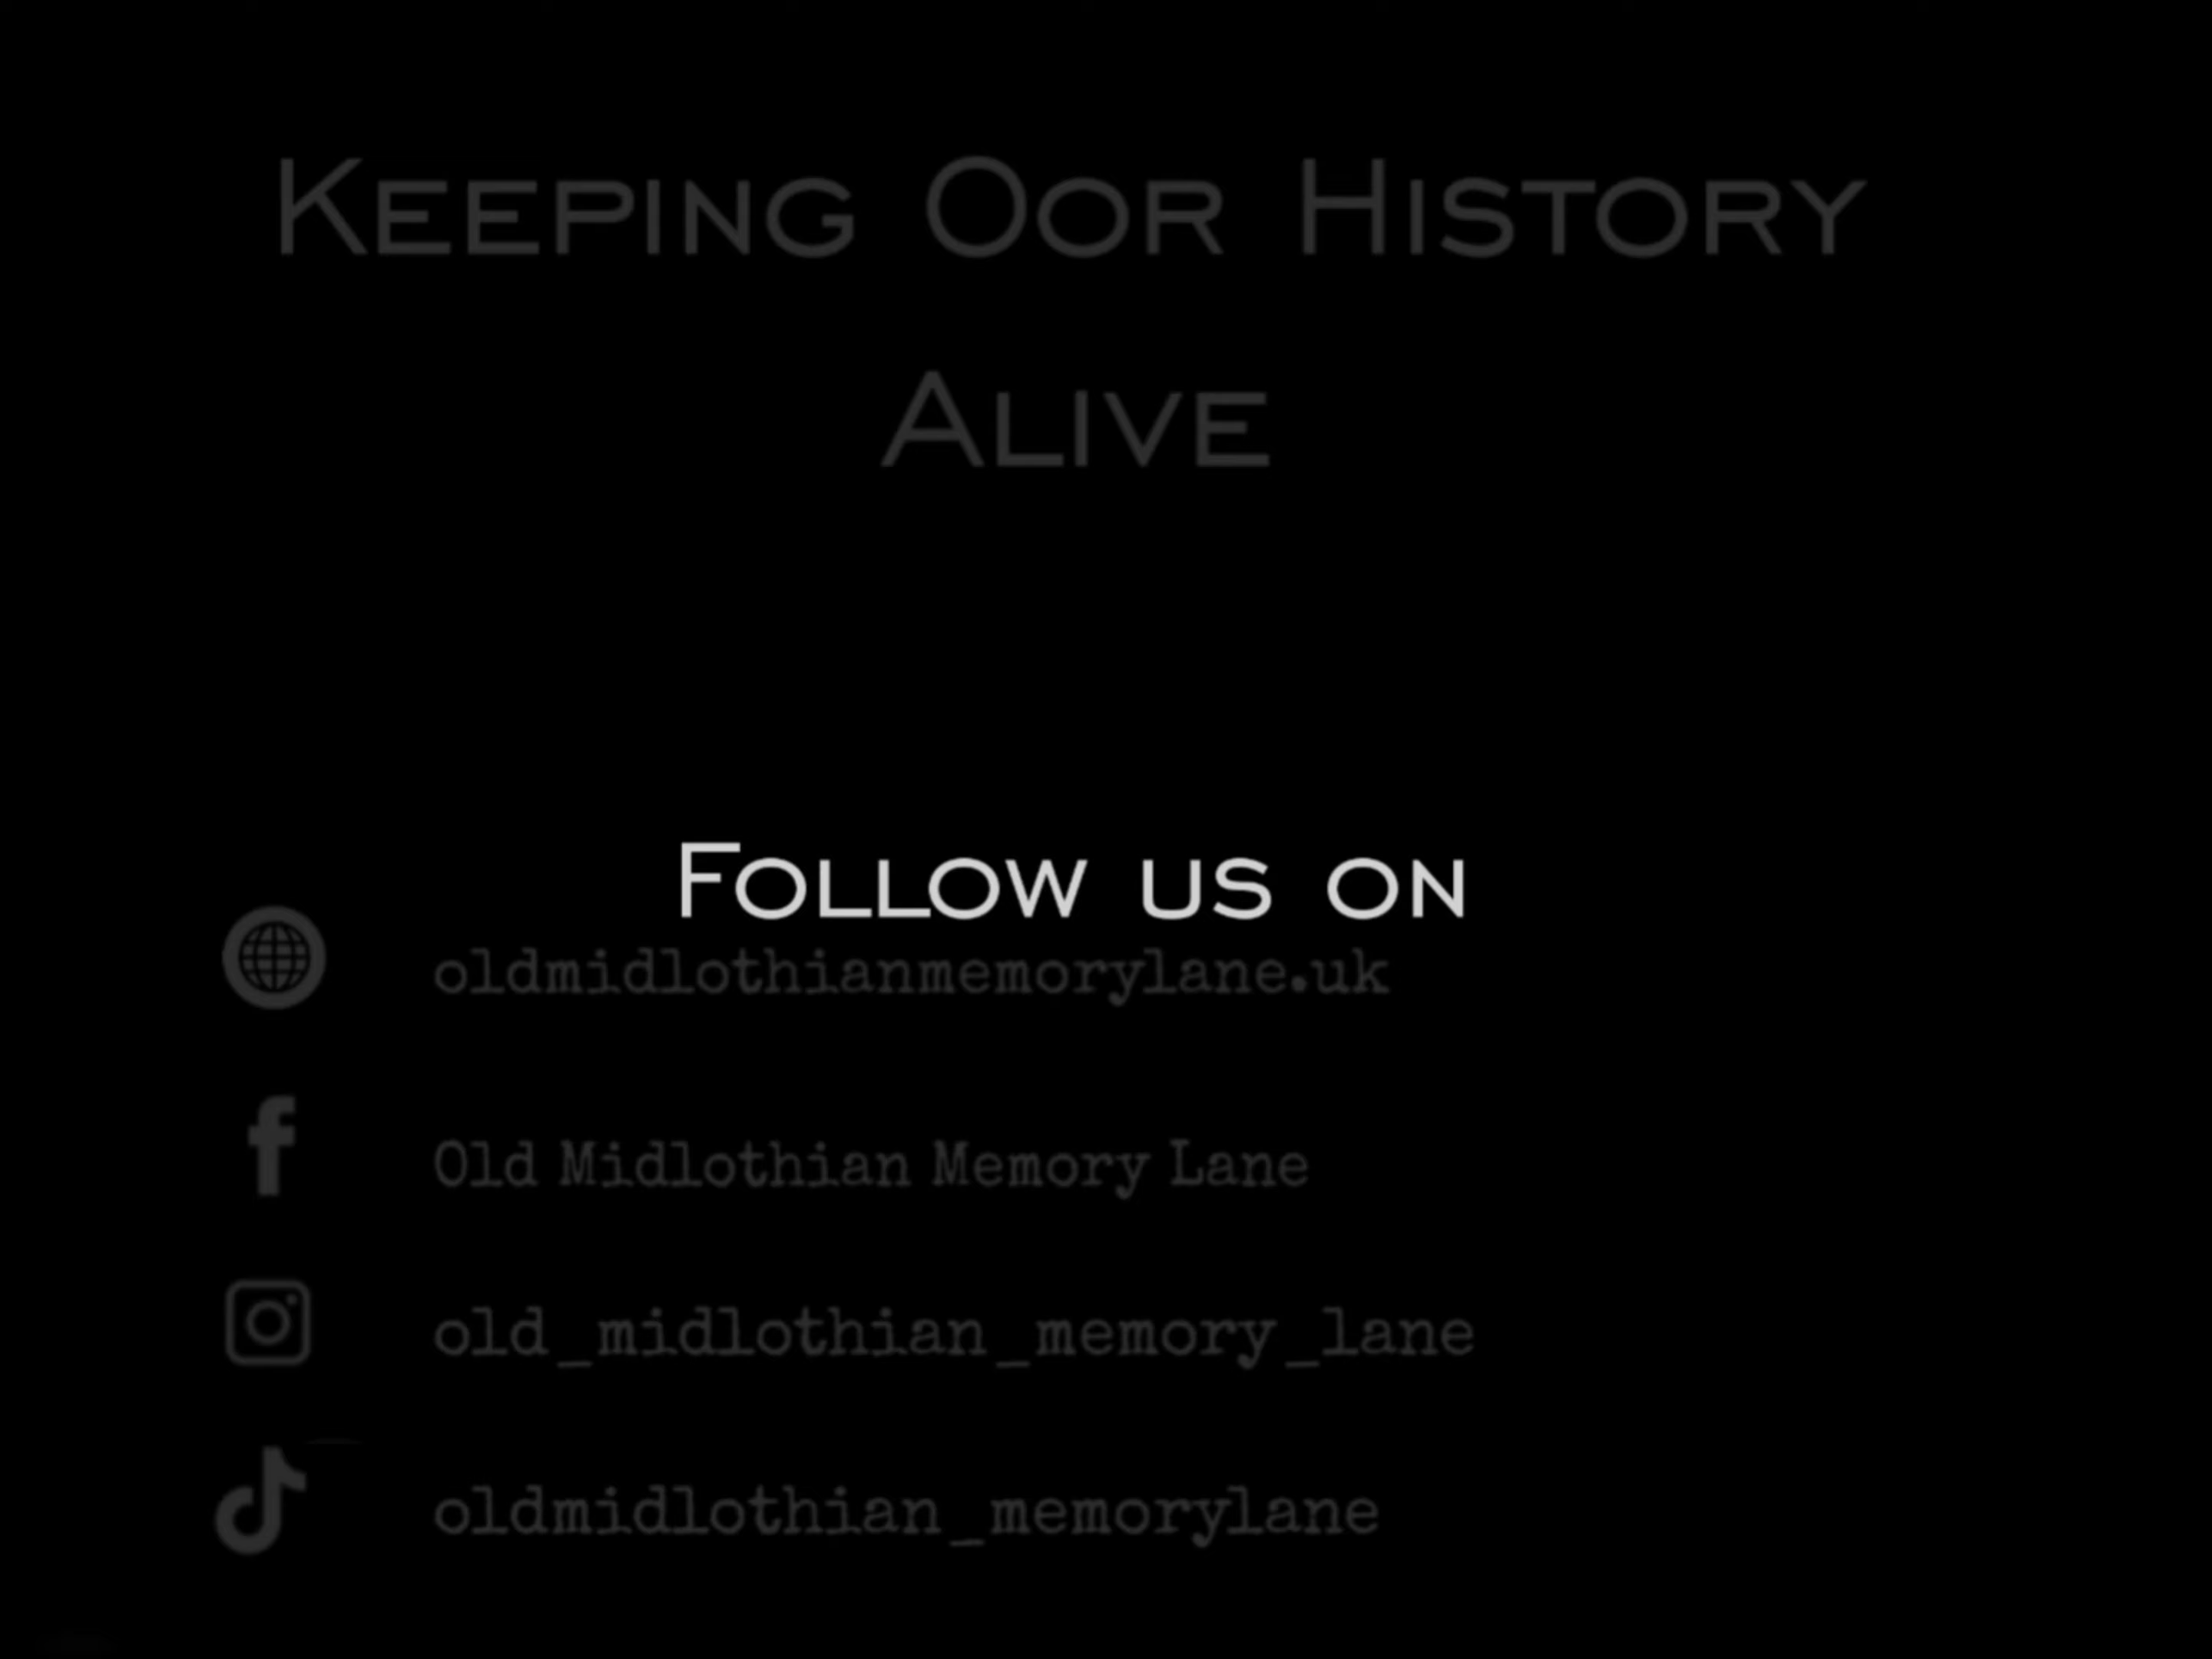 Keeping Oor History
Alive
Follow us on
oldmidlothianmemorylane.uk
Old Midlothian Memory Lane
old_midlothian_memory_lane
oldmidlothian_memorylane